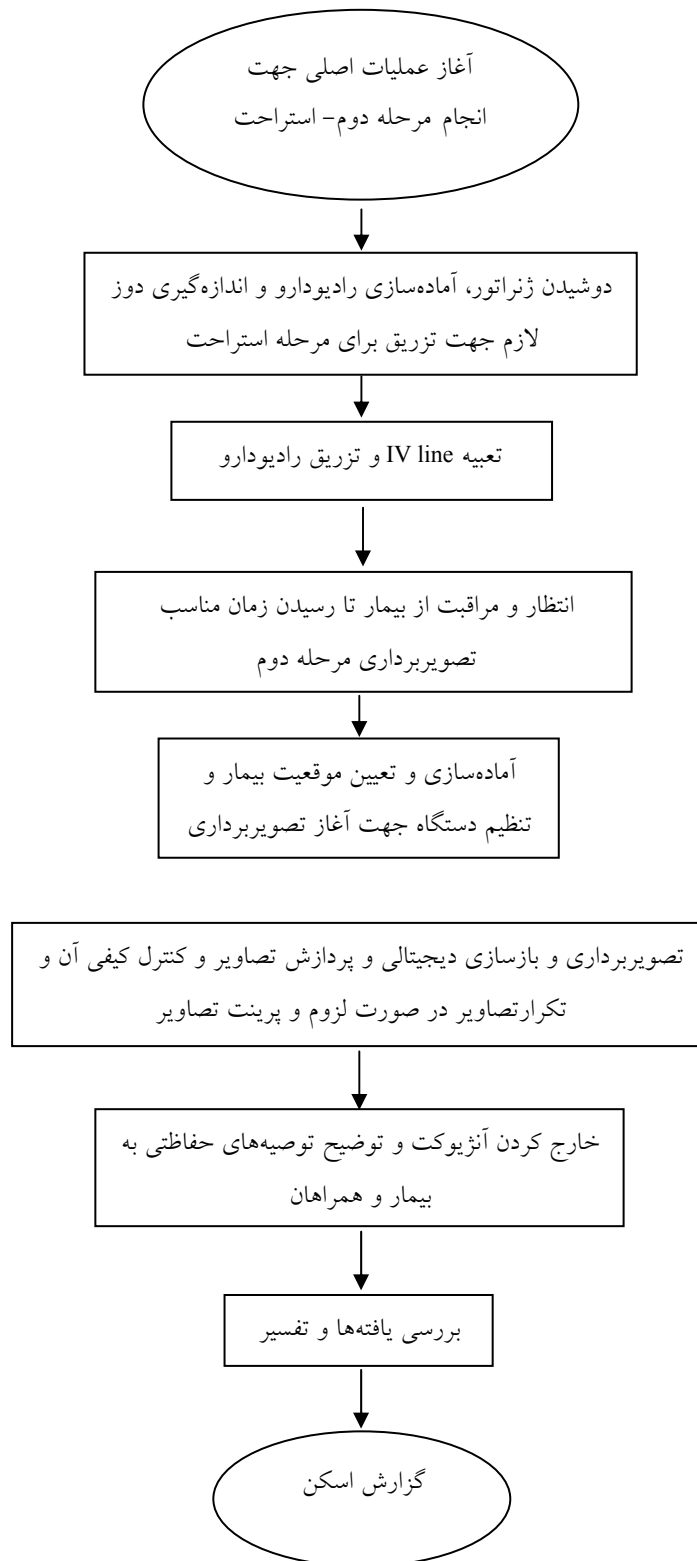 آغاز عملیات اصلی جهت
انجام مرحله دوم- استراحت
دوشیدن ژنراتور، آماده‌سازی رادیودارو و اندازه‌گیری دوز
لازم جهت تزریق برای مرحله استراحت
تعبیه IV line و تزریق رادیودارو
انتظار و مراقبت از بیمار تا رسیدن زمان مناسب
تصویربرداری مرحله دوم
آماده‌سازی و تعیین موقعیت بیمار و
تنظیم دستگاه جهت آغاز تصویربرداری
تصویربرداری و بازسازی دیجیتالی و پردازش تصاویر و کنترل کیفی آن و
تکرارتصاویر در صورت لزوم و پرینت تصاویر
خارج کردن آنژیوکت و توضیح توصیه‌های حفاظتی به
بیمار و همراهان
بررسی یافته‌ها و تفسیر
گزارش اسکن